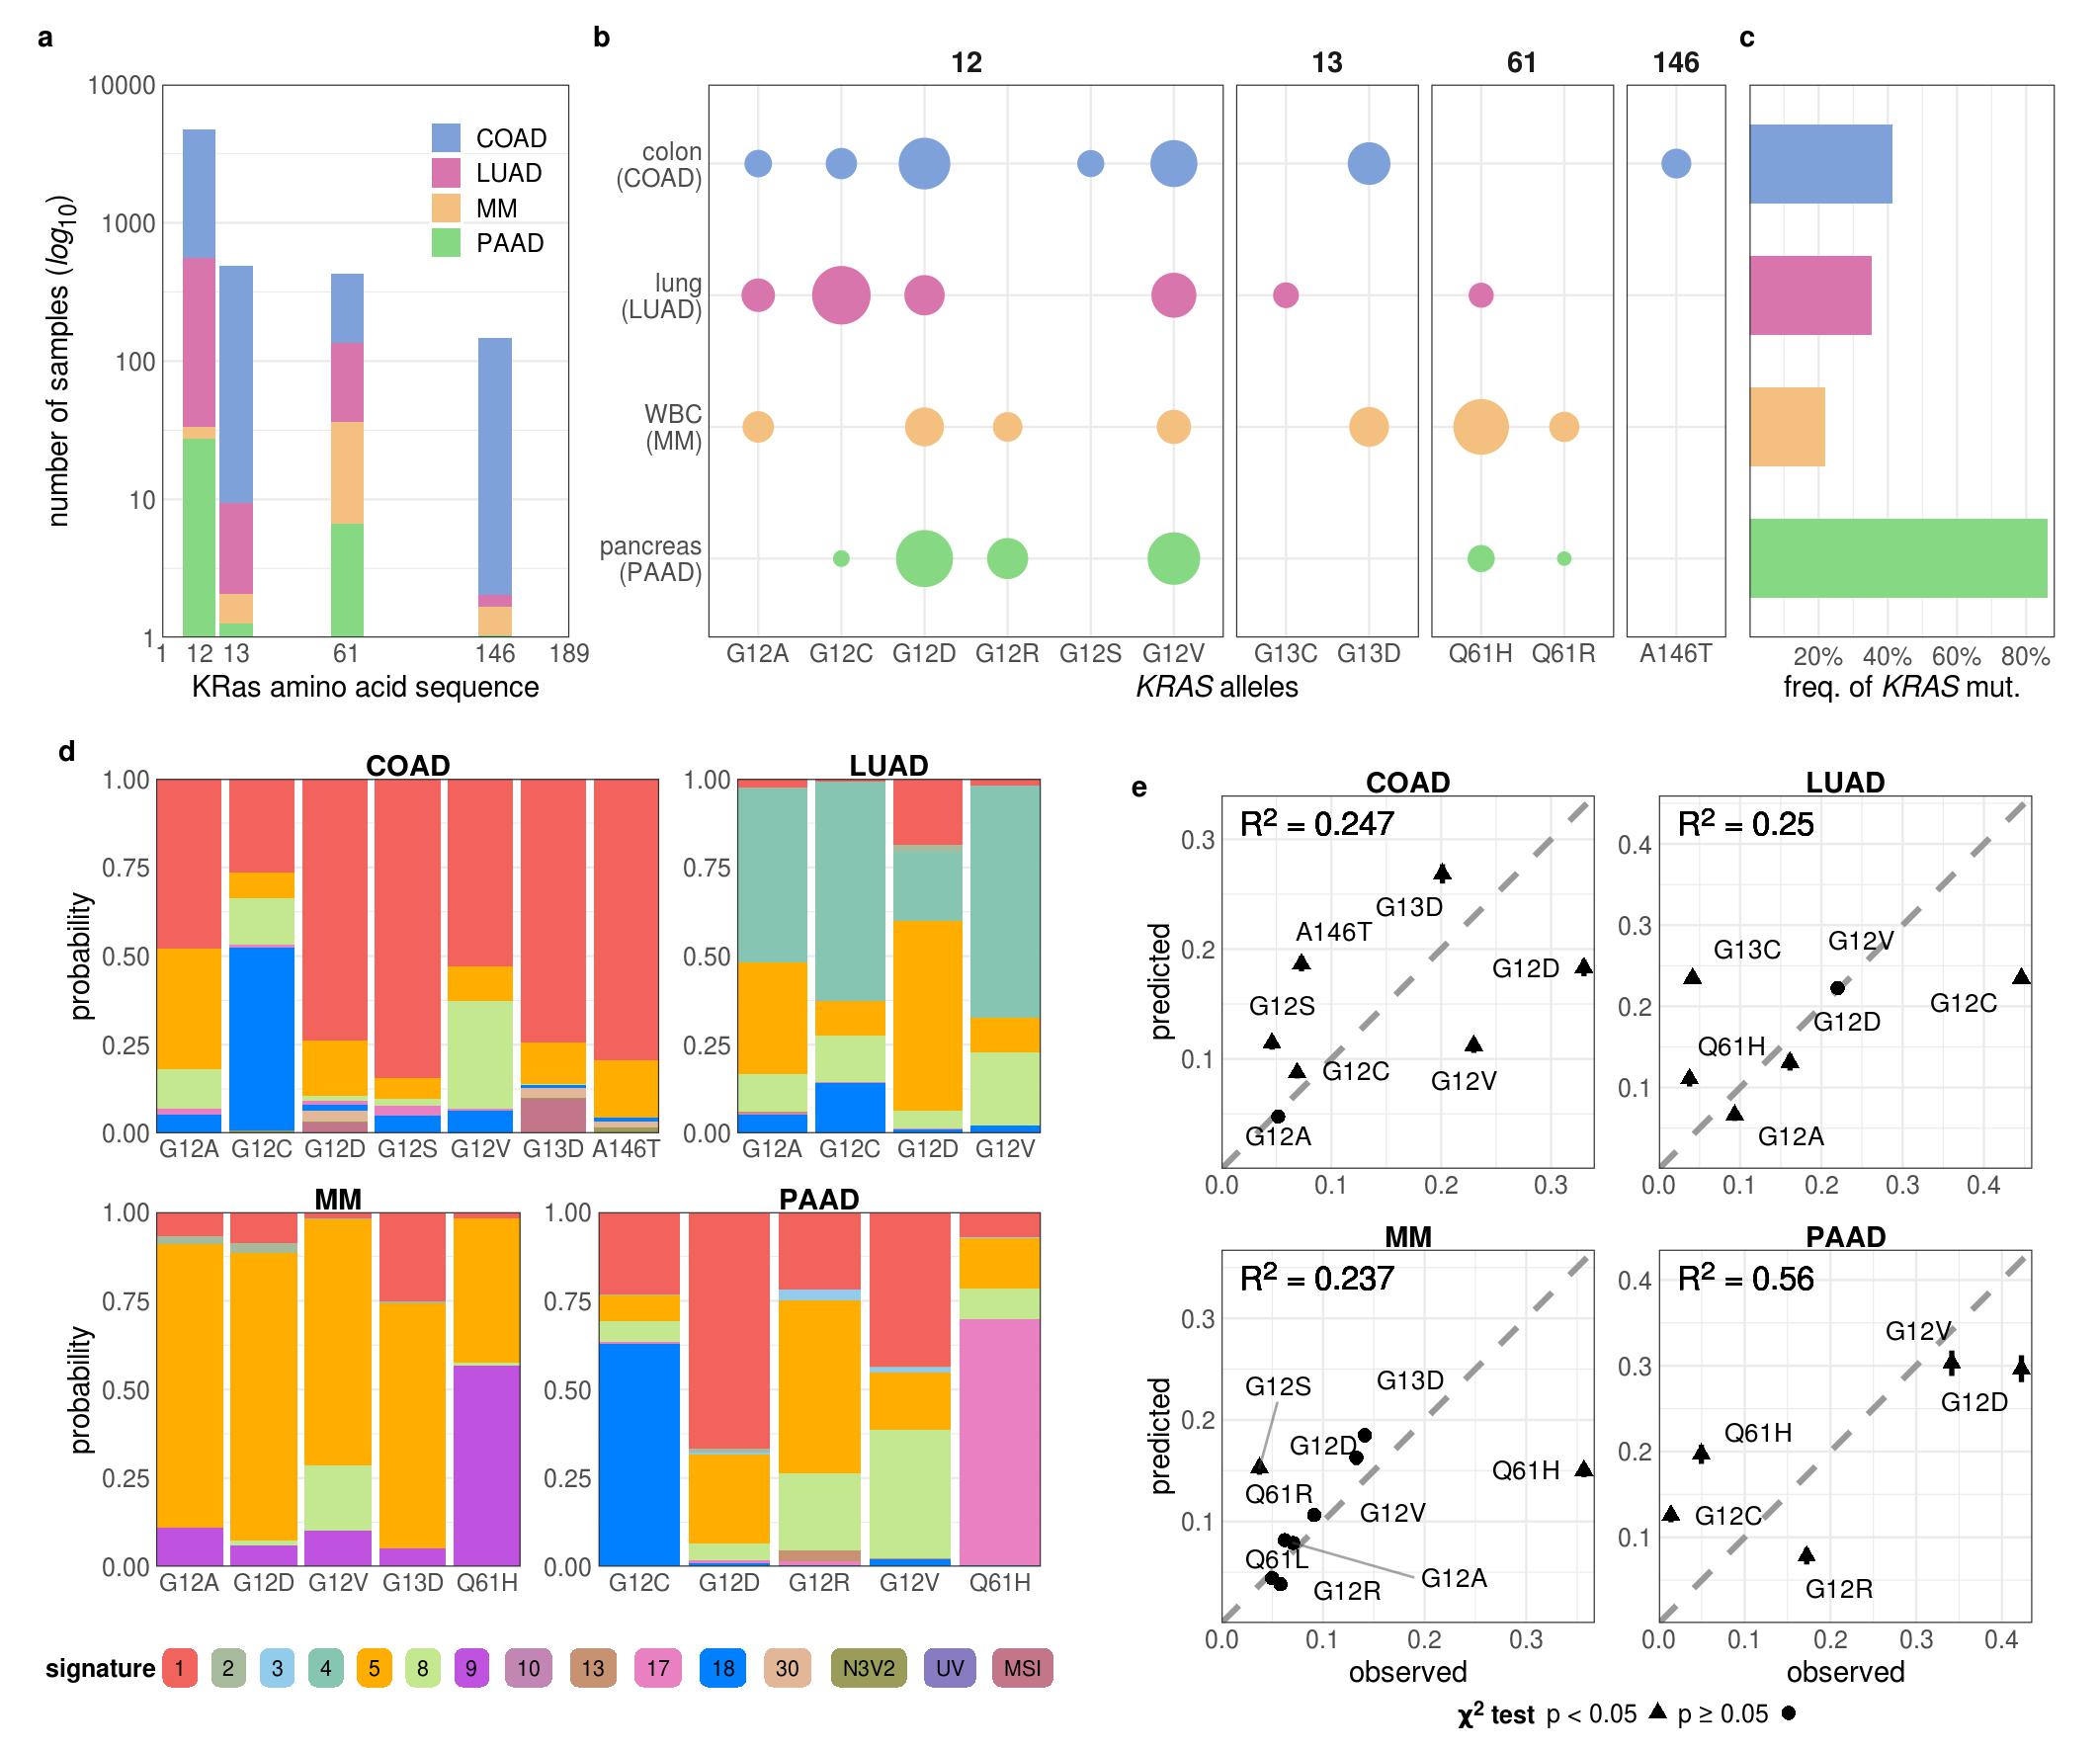 a
10000
1000
100
10
1
number of samples (log10)
COAD
LUAD
MM
PAAD
1 12 13 61 146 189
KRas amino acid sequence
b
12 13 61 146
colon
(COAD)
lung
(LUAD)
WBC
(MM)
pancreas
(PAAD)
G12A G12C G12D G12R G12S G12V G13C G13D Q61H Q61R A146T
KRAS alleles
c
20% 40% 60% 80%
freq. of KRAS mut.
d
COAD
1.00
0.75
0.50
0.25
0.00
probability
G12A G12C G12D G12S G12V G13D A146T
LUAD
1.00
0.75
0.50
0.25
0.00
G12A G12C G12D G12V
MM
1.00
0.75
0.50
0.25
0.00
probability
G12A G12D G12V G13D Q61H
PAAD
1.00
0.75
0.50
0.25
0.00
G12C G12D G12R G12V Q61H
signature 1 2 3 4 5 8 9 10 13 17 18 30 N3V2 UV MSI
e
COAD
R2 = 0.247
0.3
0.2
0.1
predicted
G13D
A146T
G12D
G12S
G12C
G12V
G12A
0.0 0.1 0.2 0.3
LUAD
R2 = 0.25
0.4
0.3
0.2
0.1
G13C
G12V
G12C
G12D
Q61H
G12A
0.0 0.1 0.2 0.3 0.4
MM
R2 = 0.237
0.3
0.2
0.1
predicted
G12S
G13D
G12D
Q61H
Q61R
G12V
Q61L
G12A
G12R
0.0 0.1 0.2 0.3
observed
PAAD
R2 = 0.56
0.4
0.3
0.2
0.1
G12V
G12D
Q61H
G12C
G12R
0.0 0.1 0.2 0.3 0.4
observed
χ2 test p < 0.05 p ≥ 0.05